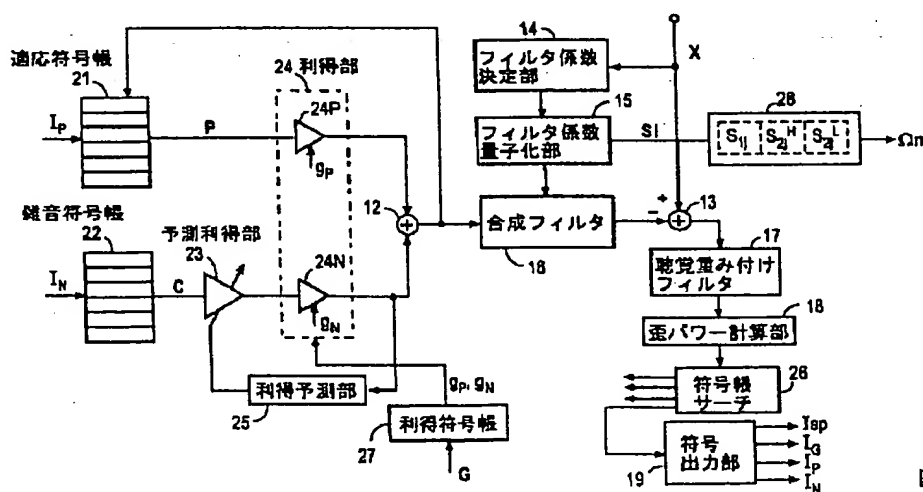 適応符号帳
21
I_P
P
24 利得部
24P
g_P
雑音符号帳
22
I_N
C
予測利得部
23
24N
g_N
利得予測部
25
g_P, g_N
利得符号帳
27
G
12
14
フィルタ係数
決定部
15
フィルタ係数
量子化部
SI
合成フィルタ
16
X
+
−
13
28
S_1j S_2j^H S_2j^L
Ωn
17
聴覚重み付け
フィルタ
18
歪パワー計算部
26
符号帳
サーチ
符号
出力部
19
Isp
I_G
I_P
I_N